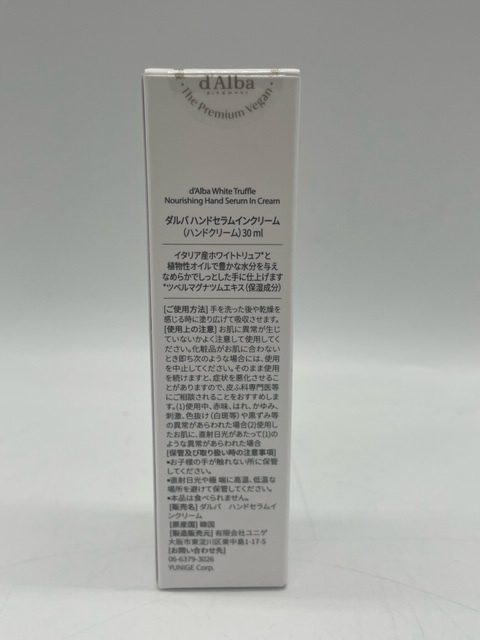 d'Alba
piedmont
• The Premium Vegan •
d'Alba White Truffle
Nourishing Hand Serum In Cream
ダルバ ハンドセラムインクリーム
(ハンドクリーム) 30 ml
イタリア産ホワイトトリュフ*と
植物性オイルで豊かな水分を与え
なめらかでしっとした手に仕上げます
*ツベルマグナツムエキス (保湿成分)
[ご使用方法] 手を洗った後や乾燥を
感じる時に塗り広げて吸収させます。
[使用上の注意] お肌に異常が生じ
ていないかよく注意して使用してく
ださい。化粧品がお肌に合わない
とき即ち次のような場合には、使用
を中止してください。そのまま使用
を続けますと、症状を悪化させるこ
とがありますので、皮ふ科専門医等
にご相談されることをおすすめしま
す。(1)使用中、赤味、はれ、かゆみ、
刺激、色抜け (白斑等) や黒ずみ等
の異常があらわれた場合(2)使用し
たお肌に、直射日光があたって(1)の
ような異常があらわれた場合
[保管及び取り扱い時の注意事項]
•お子様の手が触れない所に保管
してください。
•直射日光や極 端に高温、低温な
場所を避けて保管してください。
•本品は食べられません。
[販売名] ダルバ ハンドセラムイ
ンクリーム
[原産国] 韓国
[製造販売元] 有限会社ユニゲ
大阪市東淀川区東中島1-17-5
[お問い合わせ先]
06-6379-3026
YUNIGE Corp.